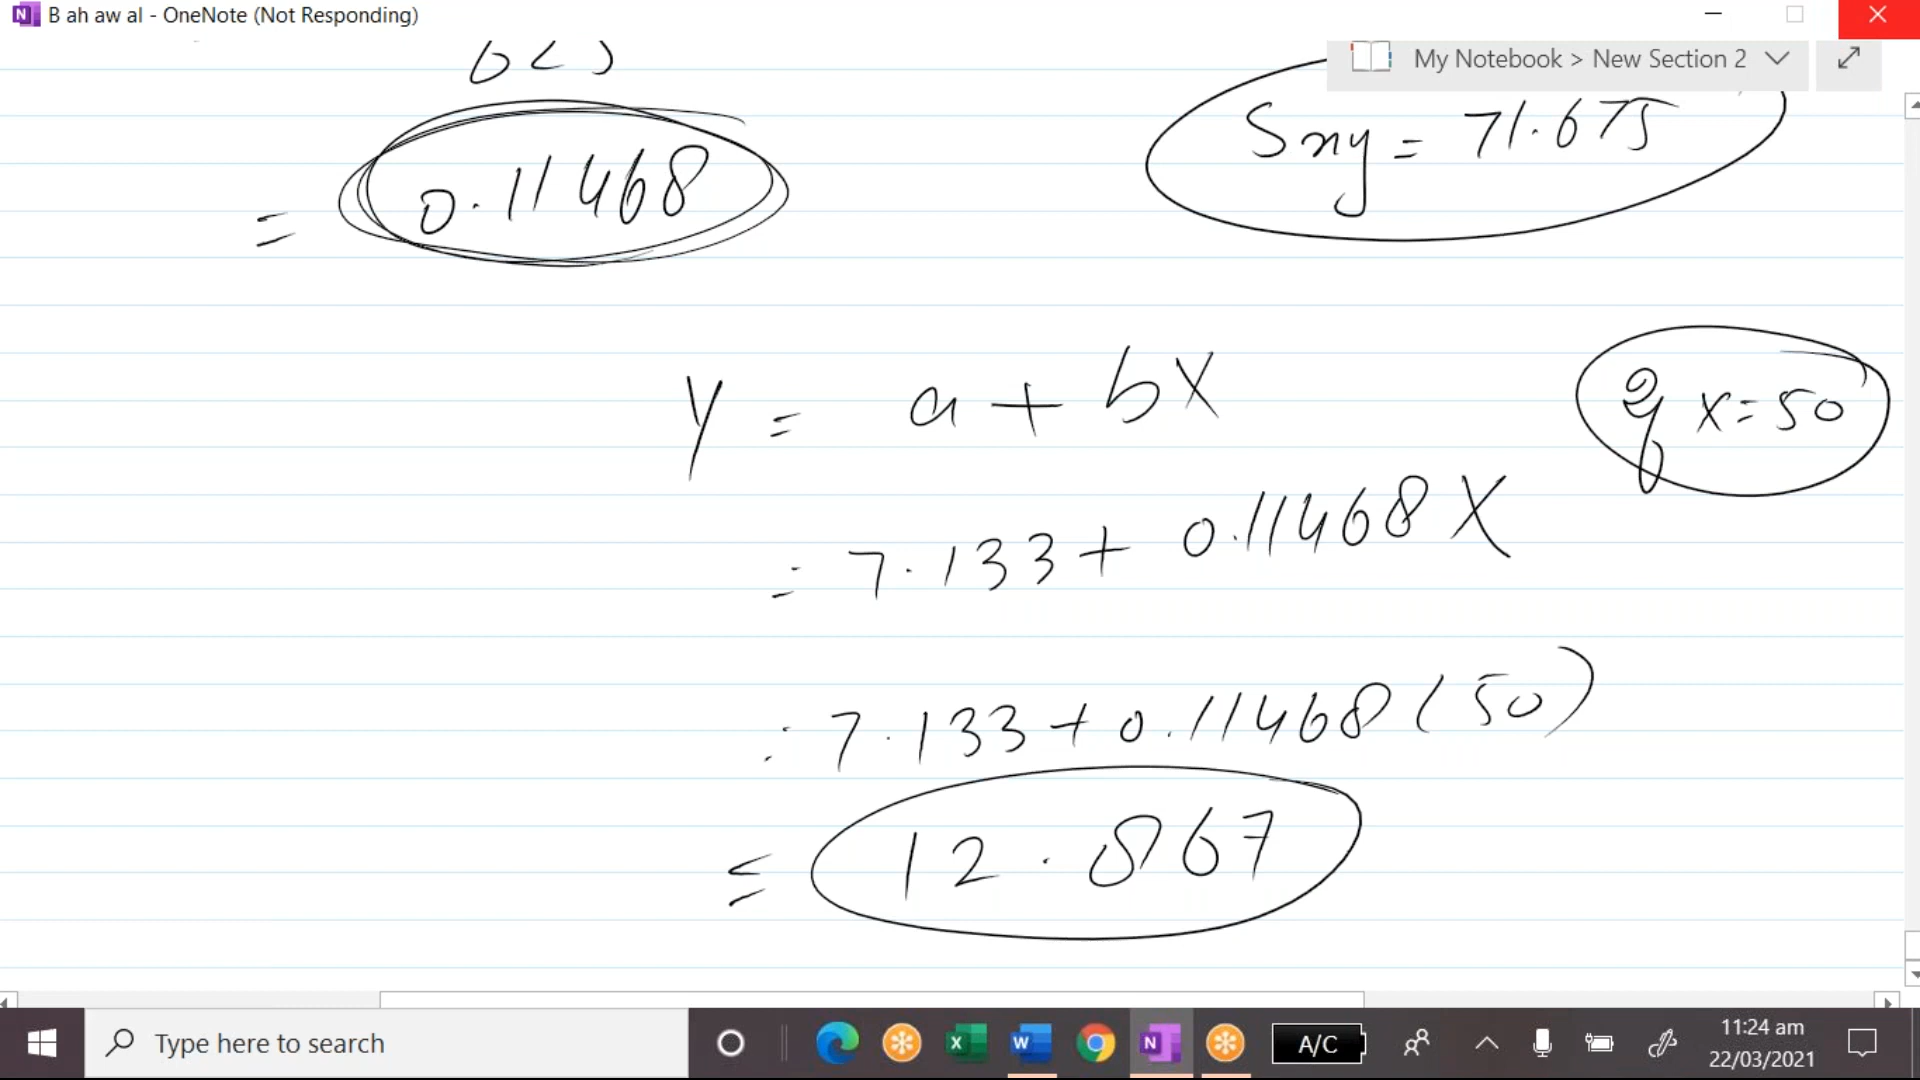 B ah aw al - OneNote (Not Responding)
My Notebook > New Section 2
Sxy = 71.675
= 0.11468
Y = a + bX
if X = 50
= 7.133 + 0.11468 X
= 7.133 + 0.11468 (50)
= 12.867
Type here to search
A/C
11:24 am
22/03/2021